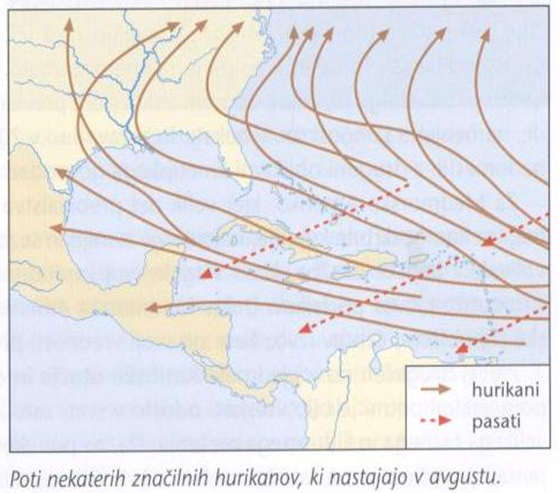 hurikani
pasati
Poti nekaterih značilnih hurikanov, ki nastajajo v avgustu.